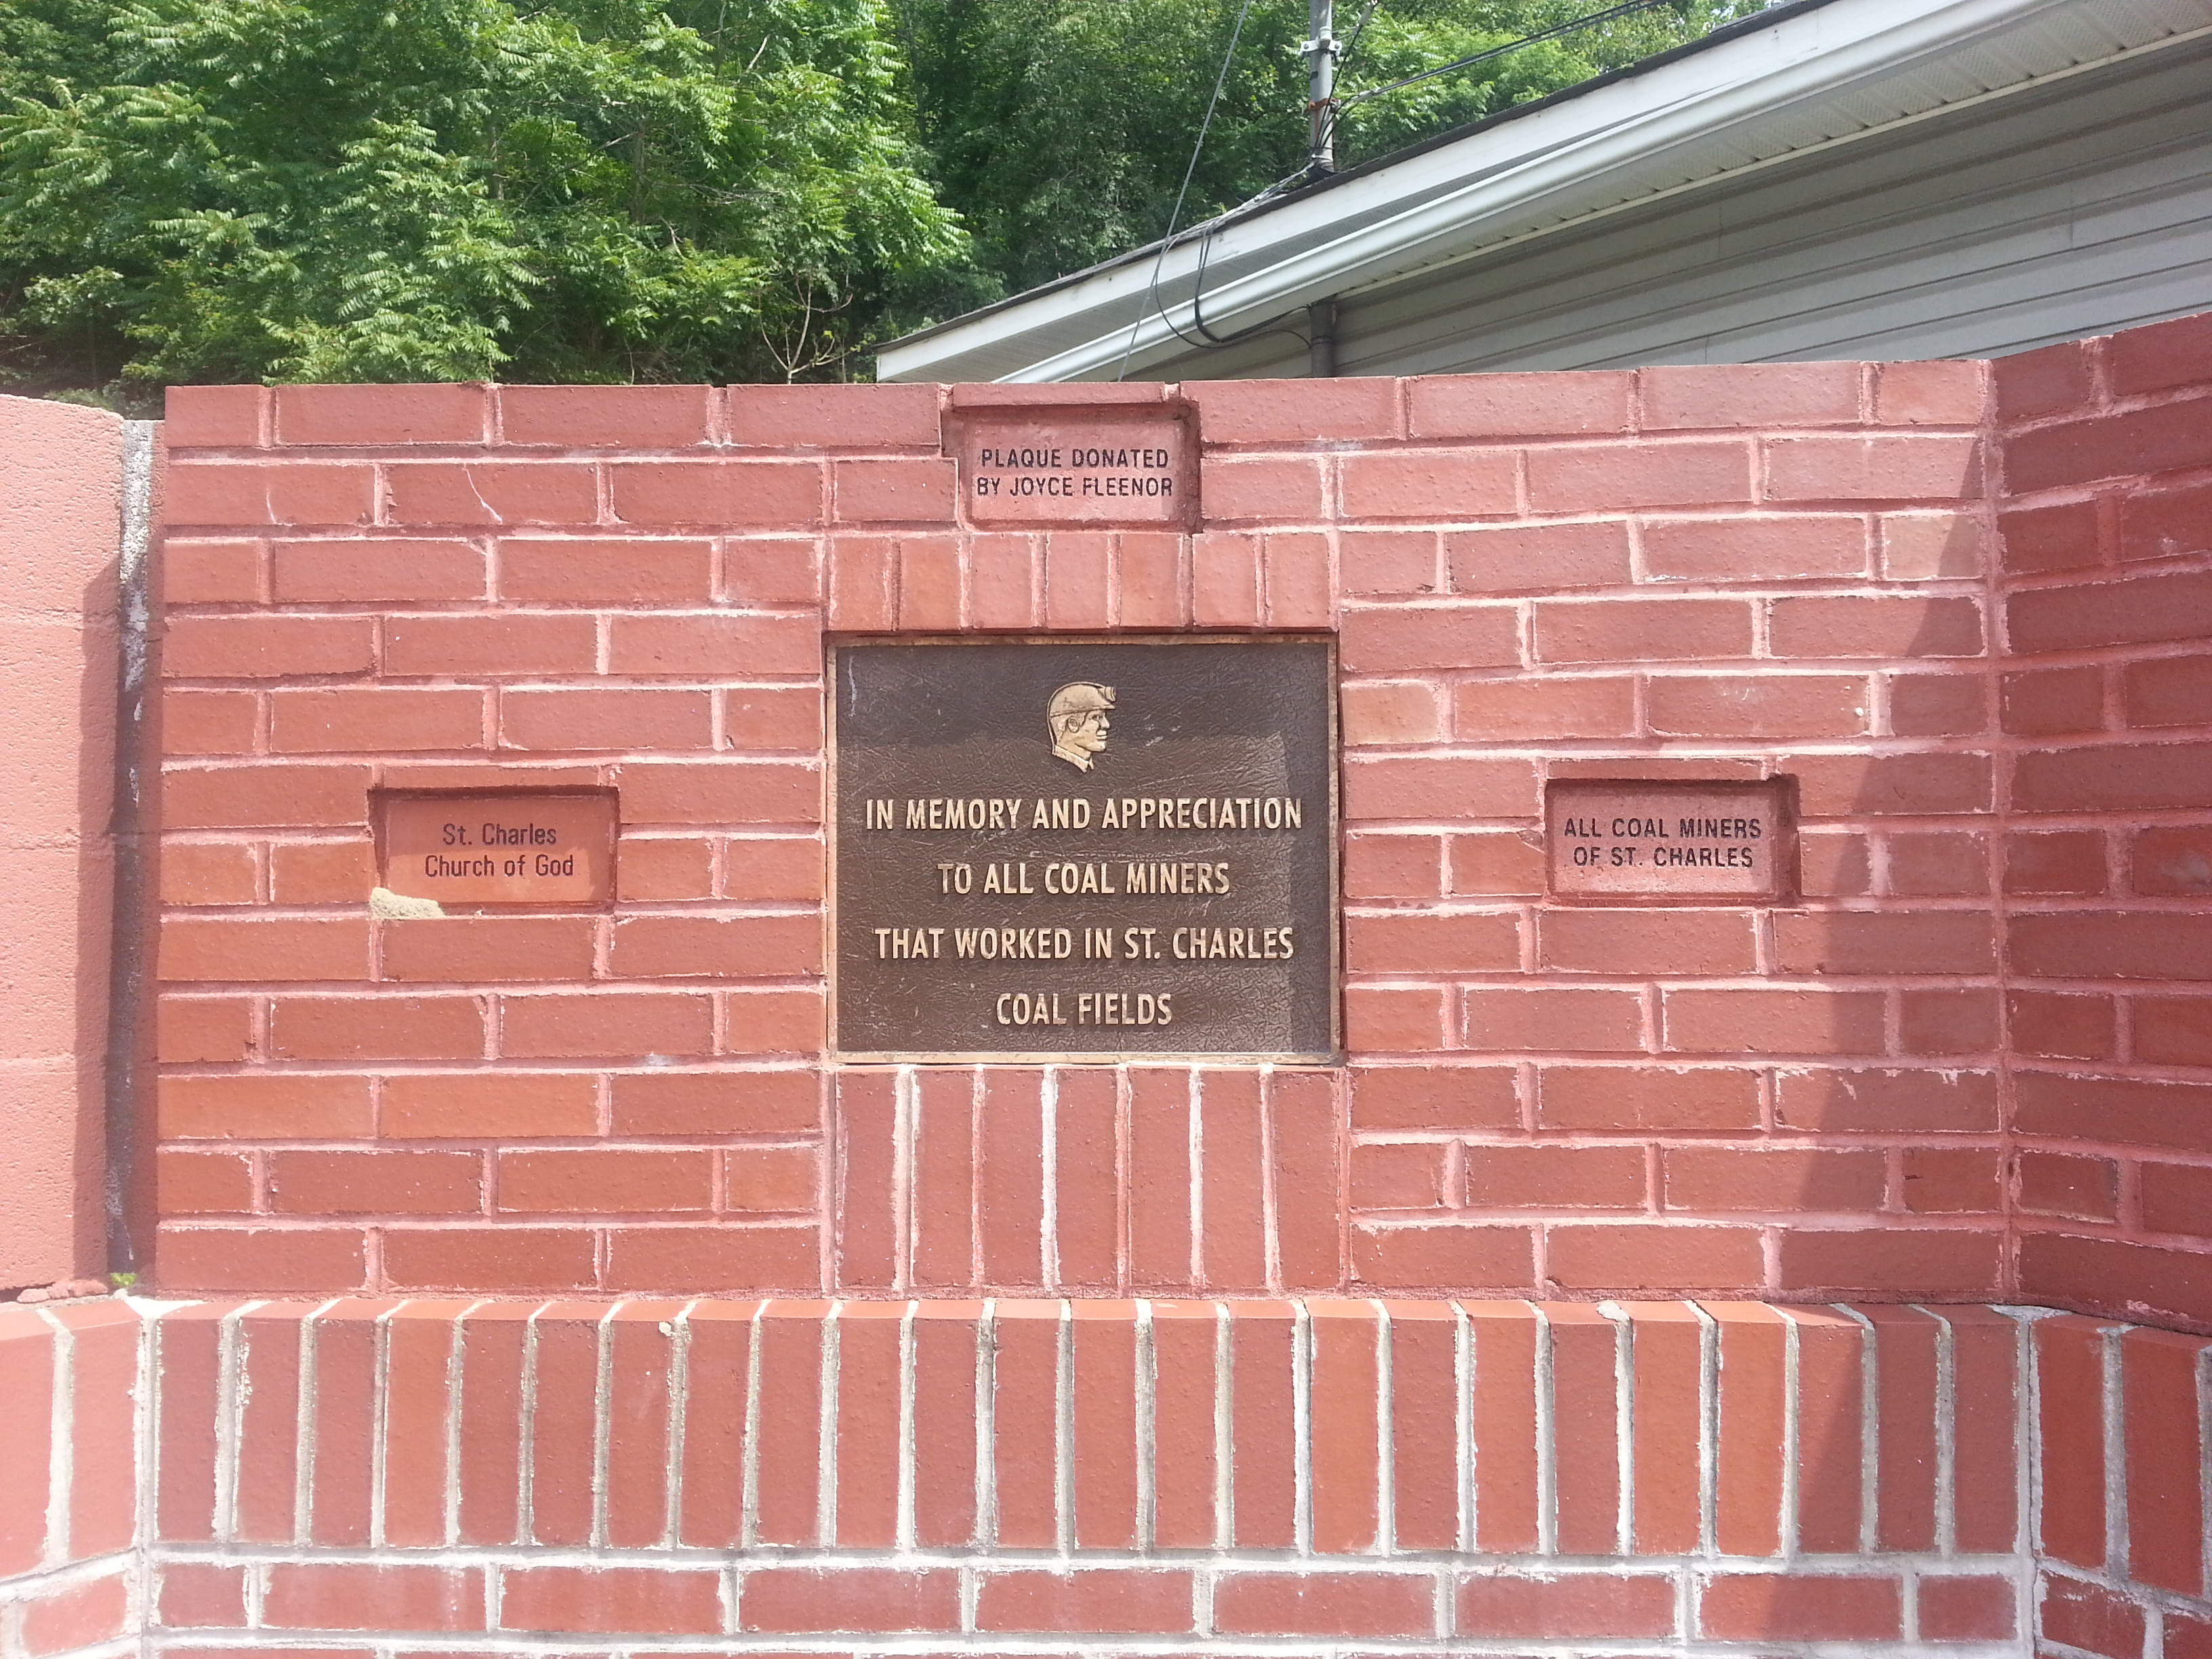 PLAQUE DONATED
BY JOYCE FLEENOR
St. Charles
Church of God
IN MEMORY AND APPRECIATION
TO ALL COAL MINERS
THAT WORKED IN ST. CHARLES
COAL FIELDS
ALL COAL MINERS
OF ST. CHARLES